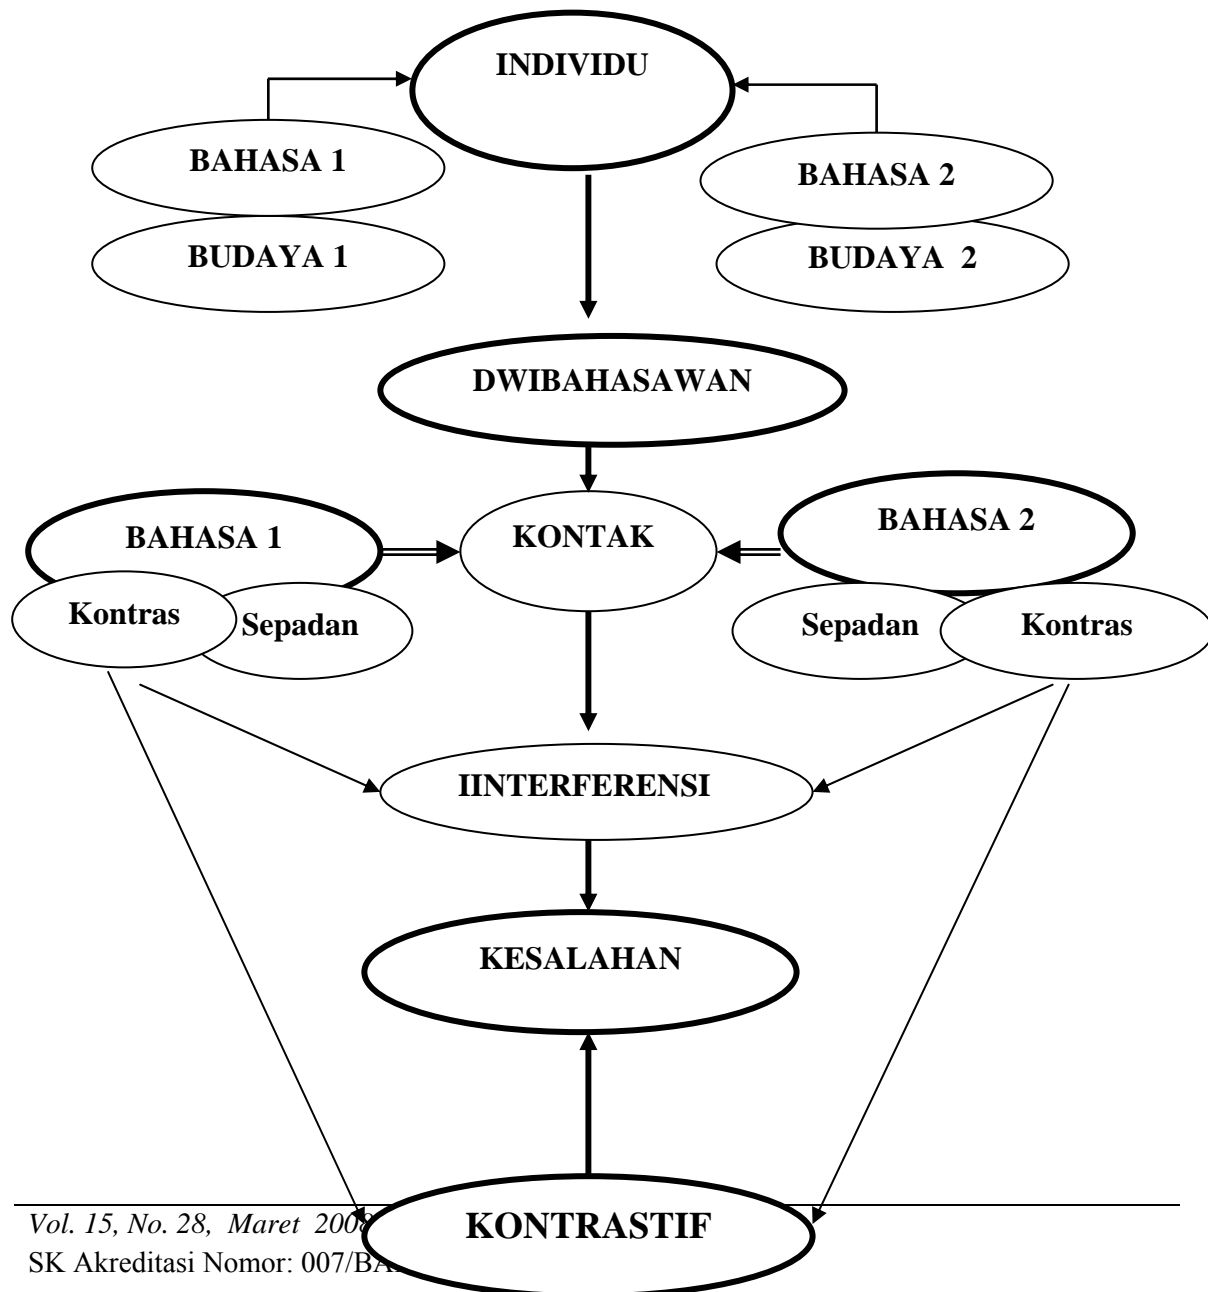 INDIVIDU
BAHASA 1
BAHASA 2
BUDAYA 1
BUDAYA 2
DWIBAHASAWAN
BAHASA 1
KONTAK
BAHASA 2
Kontras
Sepadan
Sepadan
Kontras
IINTERFERENSI
KESALAHAN
KONTRASTIF
Vol. 15, No. 28, Maret 2008
SK Akreditasi Nomor: